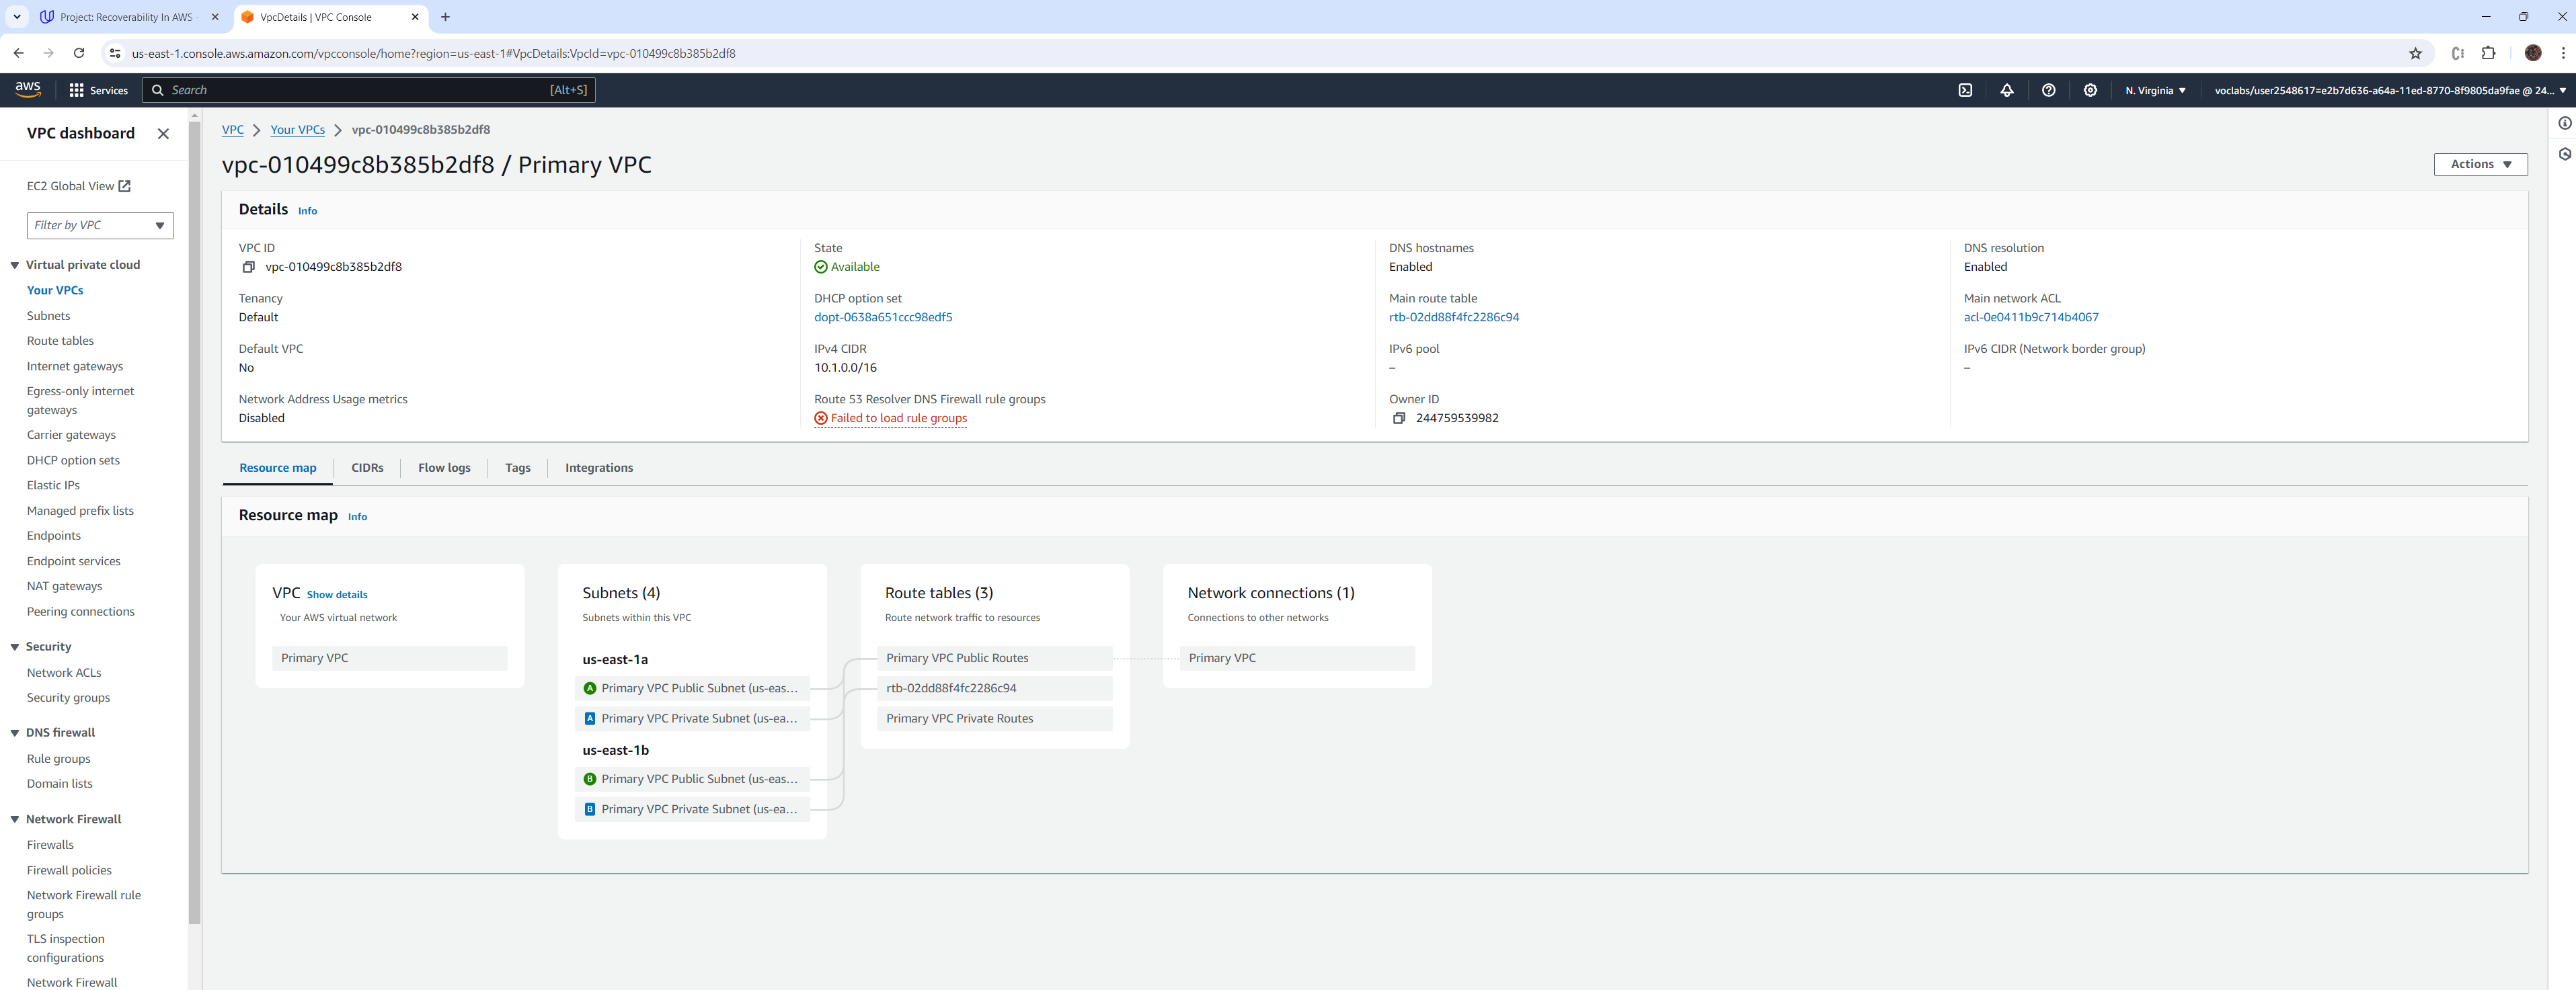 Project: Recoverability In AWS -
VpcDetails | VPC Console
us-east-1.console.aws.amazon.com/vpcconsole/home?region=us-east-1#VpcDetails:VpcId=vpc-010499c8b385b2df8
aws
Services
Search
[Alt+S]
N. Virginia
voclabs/user2548617=e2b7d636-a64a-11ed-8770-8f9805da9fae @ 24...
VPC dashboard
EC2 Global View
Filter by VPC
Virtual private cloud
Your VPCs
Subnets
Route tables
Internet gateways
Egress-only internet
gateways
Carrier gateways
DHCP option sets
Elastic IPs
Managed prefix lists
Endpoints
Endpoint services
NAT gateways
Peering connections
Security
Network ACLs
Security groups
DNS firewall
Rule groups
Domain lists
Network Firewall
Firewalls
Firewall policies
Network Firewall rule
groups
TLS inspection
configurations
Network Firewall
VPC
Your VPCs
vpc-010499c8b385b2df8
vpc-010499c8b385b2df8 / Primary VPC
Actions
Details Info
VPC ID
vpc-010499c8b385b2df8
State
Available
DNS hostnames
Enabled
DNS resolution
Enabled
Tenancy
Default
DHCP option set
dopt-0638a651ccc98edf5
Main route table
rtb-02dd88f4fc2286c94
Main network ACL
acl-0e0411b9c714b4067
Default VPC
No
IPv4 CIDR
10.1.0.0/16
IPv6 pool
–
IPv6 CIDR (Network border group)
–
Network Address Usage metrics
Disabled
Route 53 Resolver DNS Firewall rule groups
Failed to load rule groups
Owner ID
244759539982
Resource map
CIDRs
Flow logs
Tags
Integrations
Resource map Info
VPC Show details
Your AWS virtual network
Primary VPC
Subnets (4)
Subnets within this VPC
us-east-1a
A Primary VPC Public Subnet (us-eas...
A Primary VPC Private Subnet (us-ea...
us-east-1b
B Primary VPC Public Subnet (us-eas...
B Primary VPC Private Subnet (us-ea...
Route tables (3)
Route network traffic to resources
Primary VPC Public Routes
rtb-02dd88f4fc2286c94
Primary VPC Private Routes
Network connections (1)
Connections to other networks
Primary VPC